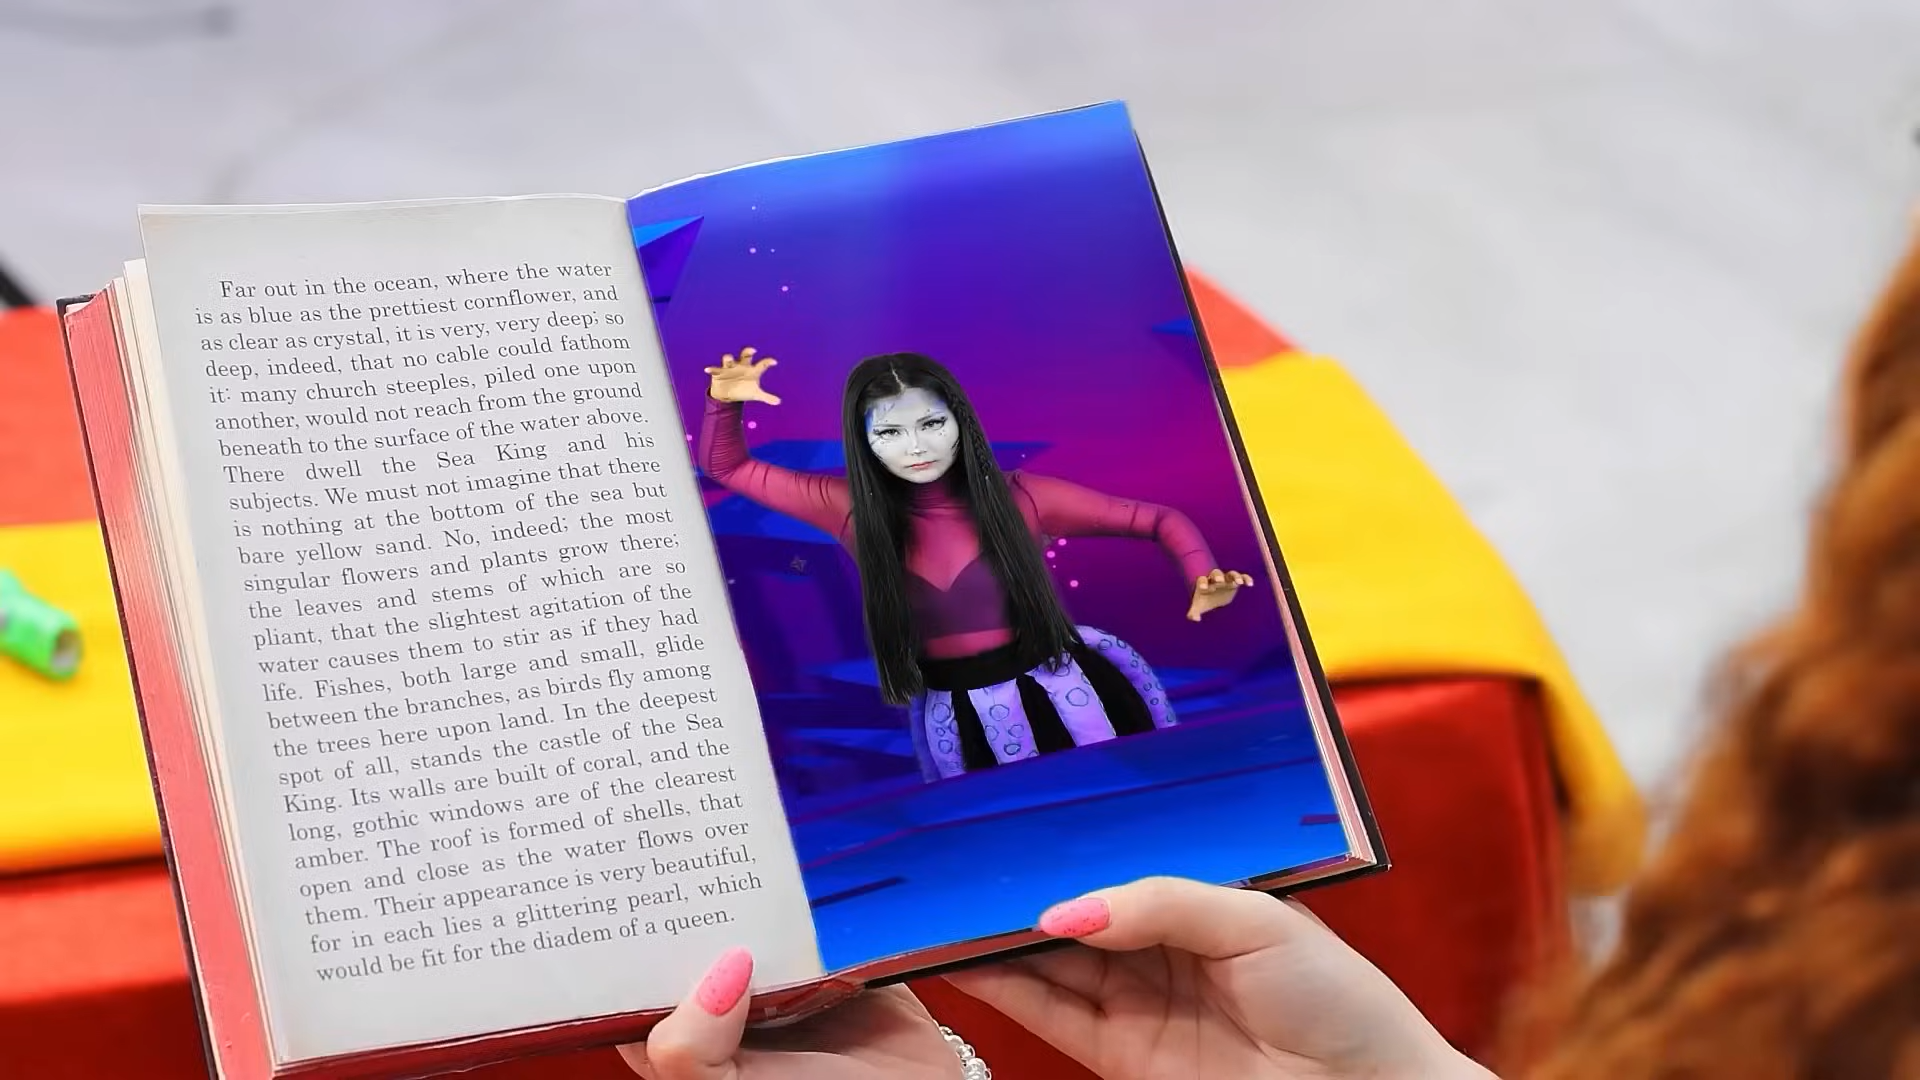 Far out in the ocean, where the water
is as blue as the prettiest cornflower, and
as clear as crystal, it is very, very deep; so
deep, indeed, that no cable could fathom
it: many church steeples, piled one upon
another, would not reach from the ground
beneath to the surface of the water above.
There dwell the Sea King and his
subjects. We must not imagine that there
is nothing at the bottom of the sea but
bare yellow sand. No, indeed; the most
singular flowers and plants grow there;
the leaves and stems of which are so
pliant, that the slightest agitation of the
water causes them to stir as if they had
life. Fishes, both large and small, glide
between the branches, as birds fly among
the trees here upon land. In the deepest
spot of all, stands the castle of the Sea
King. Its walls are built of coral, and the
long, gothic windows are of the clearest
amber. The roof is formed of shells, that
open and close as the water flows over
them. Their appearance is very beautiful,
for in each lies a glittering pearl, which
would be fit for the diadem of a queen.